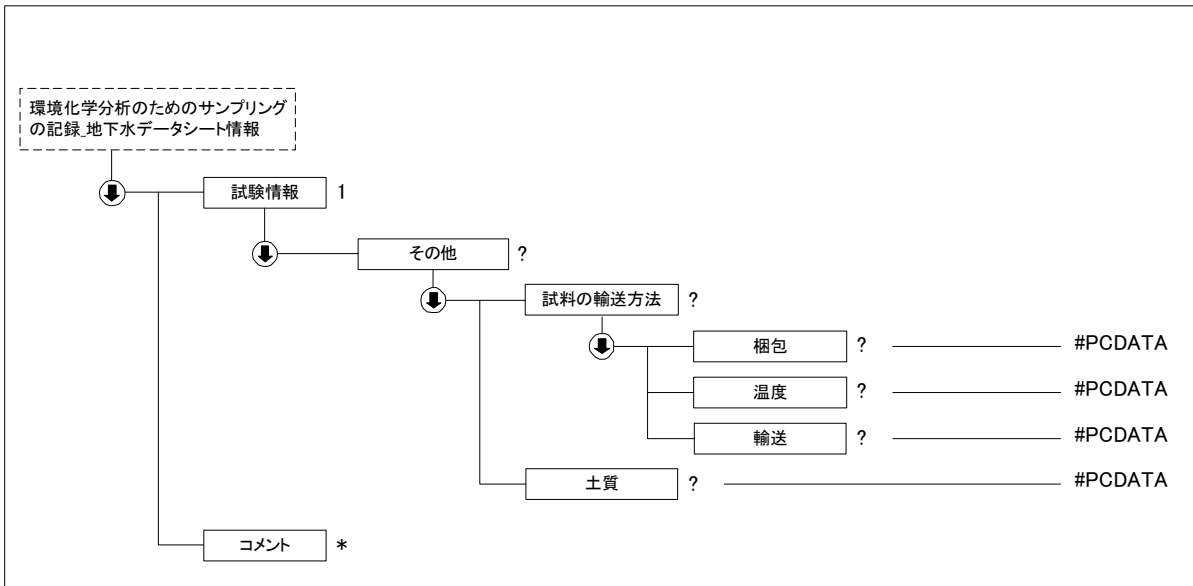 環境化学分析のためのサンプリング
の記録_地下水データシート情報
試験情報 1
その他 ?
試料の輸送方法 ?
梱包 ? #PCDATA
温度 ? #PCDATA
輸送 ? #PCDATA
土質 ? #PCDATA
コメント *